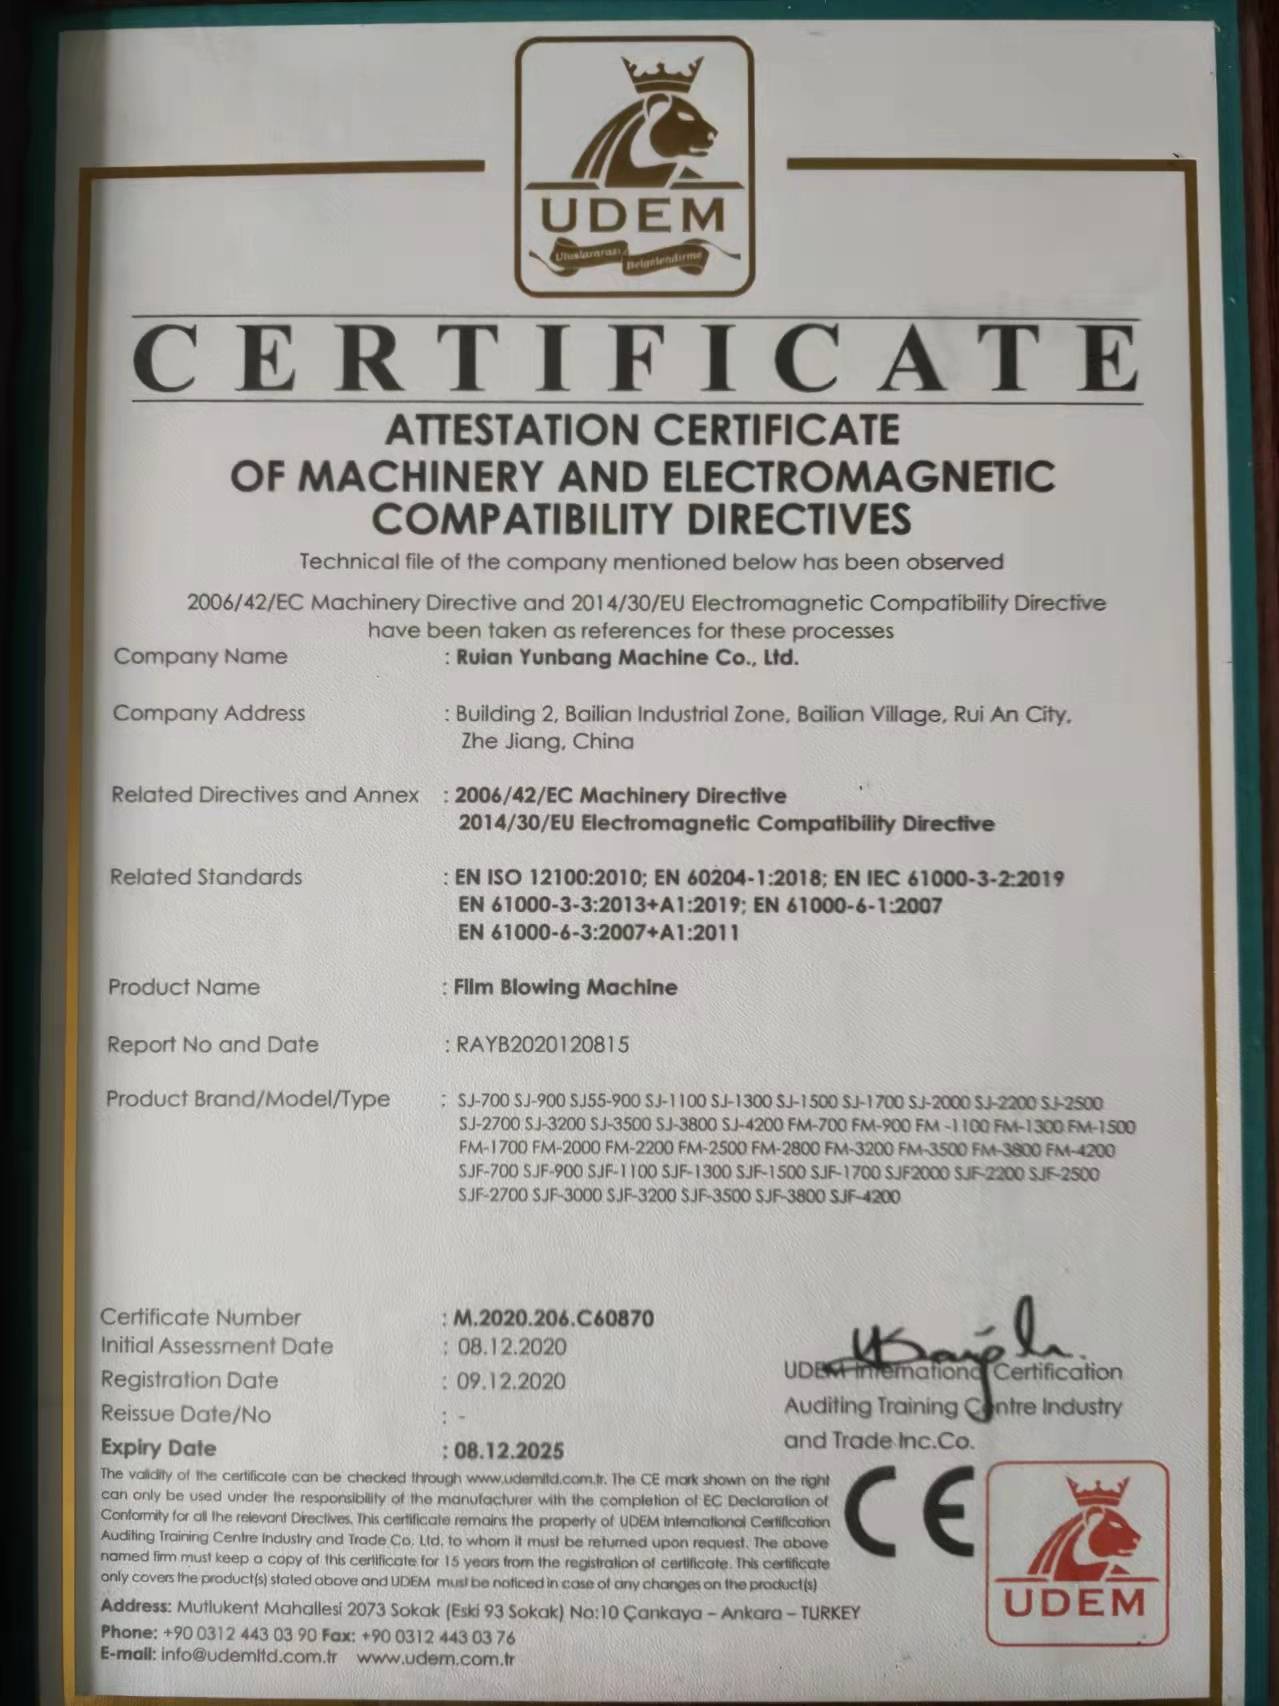 UDEM
Uluslararası
Belgelendirme
CERTIFICATE
ATTESTATION CERTIFICATE
OF MACHINERY AND ELECTROMAGNETIC
COMPATIBILITY DIRECTIVES
Technical file of the company mentioned below has been observed
2006/42/EC Machinery Directive and 2014/30/EU Electromagnetic Compatibility Directive
have been taken as references for these processes
Company Name : Ruian Yunbang Machine Co., Ltd.
Company Address : Building 2, Bailian Industrial Zone, Bailian Village, Rui An City,
Zhe Jiang, China
Related Directives and Annex : 2006/42/EC Machinery Directive
2014/30/EU Electromagnetic Compatibility Directive
Related Standards : EN ISO 12100:2010; EN 60204-1:2018; EN IEC 61000-3-2:2019
EN 61000-3-3:2013+A1:2019; EN 61000-6-1:2007
EN 61000-6-3:2007+A1:2011
Product Name : Film Blowing Machine
Report No and Date : RAYB2020120815
Product Brand/Model/Type : SJ-700 SJ-900 SJ55-900 SJ-1100 SJ-1300 SJ-1500 SJ-1700 SJ-2000 SJ-2200 SJ-2500
SJ-2700 SJ-3200 SJ-3500 SJ-3800 SJ-4200 FM-700 FM-900 FM -1100 FM-1300 FM-1500
FM-1700 FM-2000 FM-2200 FM-2500 FM-2800 FM-3200 FM-3500 FM-3800 FM-4200
SJF-700 SJF-900 SJF-1100 SJF-1300 SJF-1500 SJF-1700 SJF2000 SJF-2200 SJF-2500
SJF-2700 SJF-3000 SJF-3200 SJF-3500 SJF-3800 SJF-4200
Certificate Number : M.2020.206.C60870
Initial Assessment Date : 08.12.2020
Registration Date : 09.12.2020
Reissue Date/No : -
Expiry Date : 08.12.2025
UDEM International Certification
Auditing Training Centre Industry
and Trade Inc.Co.
The validity of the certificate can be checked through www.udemltd.com.tr. The CE mark shown on the right
can only be used under the responsibility of the manufacturer with the completion of EC Declaration of
Conformity for all the relevant Directives. This certificate remains the property of UDEM International Certification
Auditing Training Centre Industry and Trade Co. Ltd. to whom it must be returned upon request. The above
named firm must keep a copy of this certificate for 15 years from the registration of certificate. This certificate
only covers the product(s) stated above and UDEM must be noticed in case of any changes on the product(s)
Address: Mutlukent Mahallesi 2073 Sokak (Eski 93 Sokak) No:10 Çankaya – Ankara – TURKEY
Phone: +90 0312 443 03 90 Fax: +90 0312 443 03 76
E-mail: info@udemltd.com.tr www.udem.com.tr
CE
UDEM